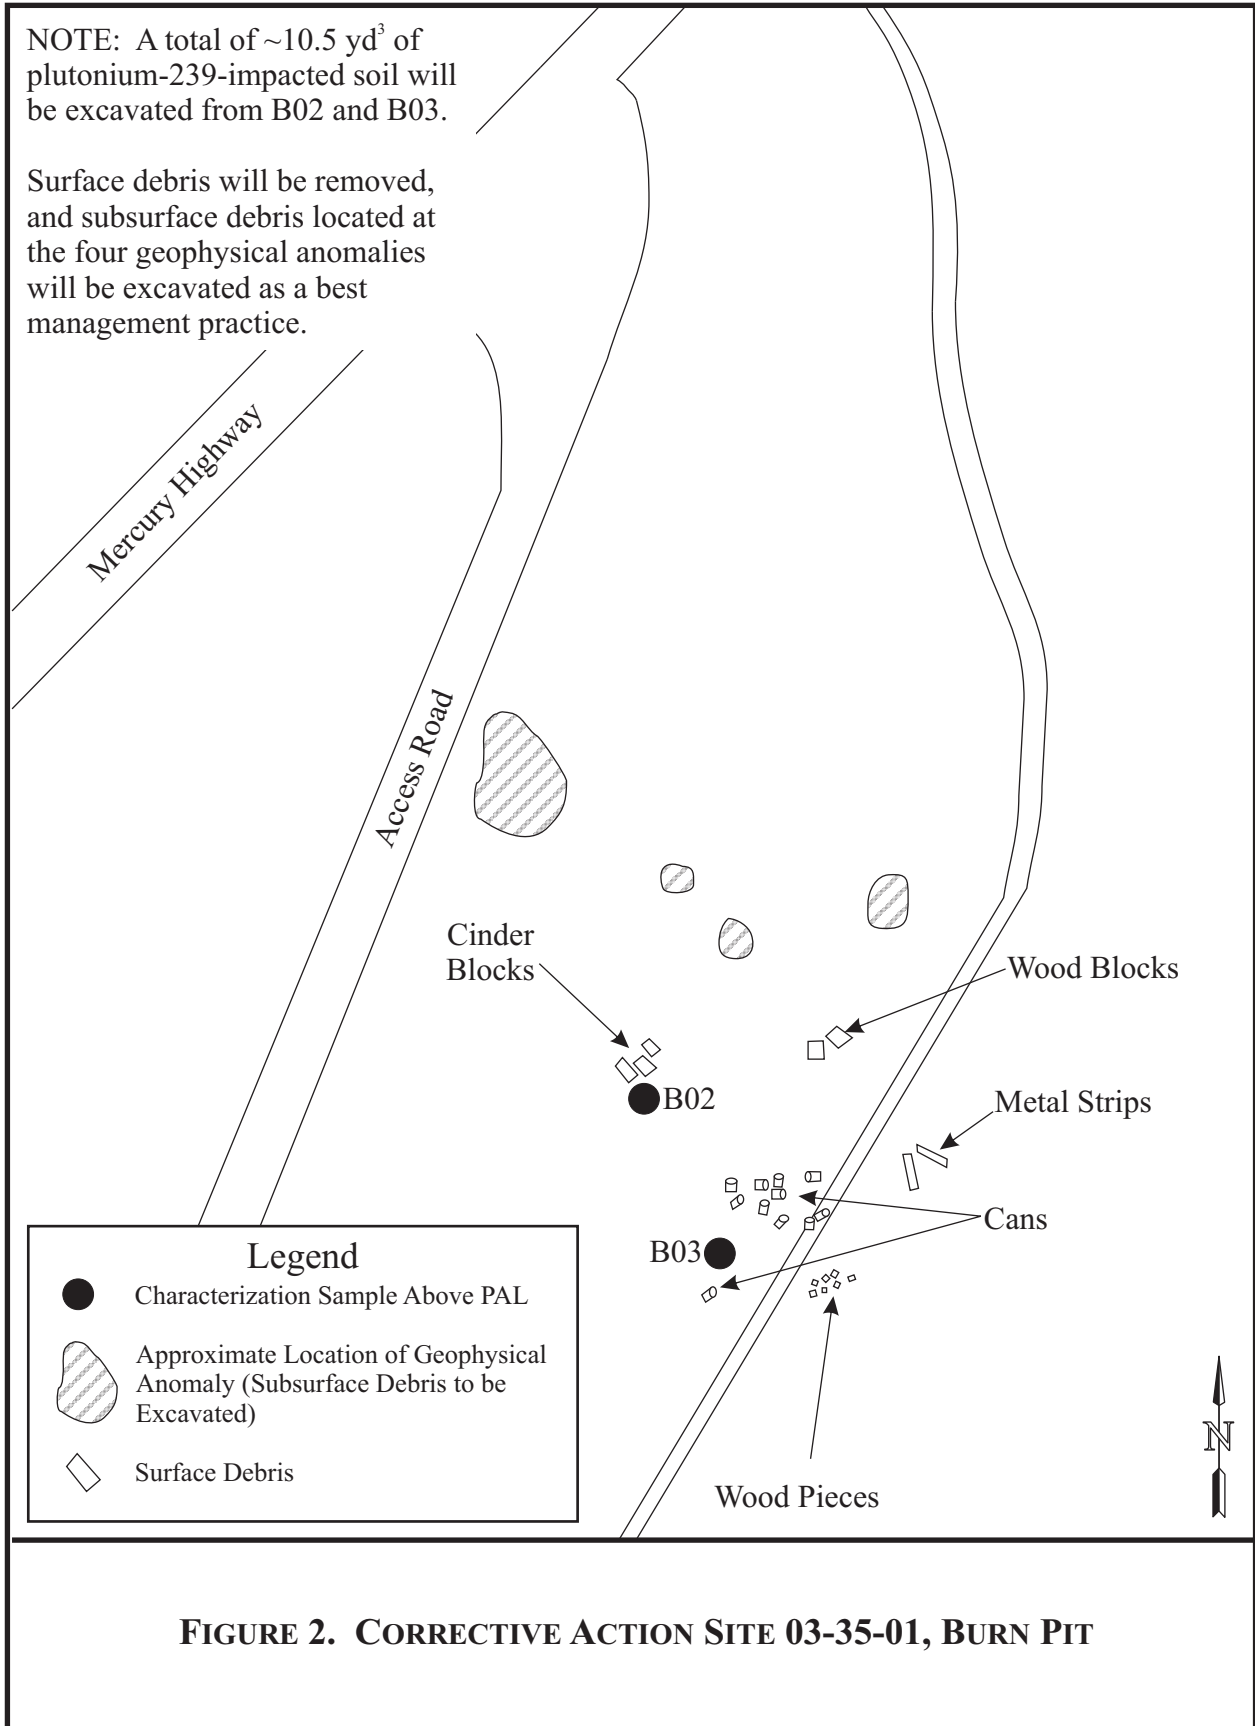 NOTE: A total of ~10.5 yd³ of
plutonium-239-impacted soil will
be excavated from B02 and B03.
Surface debris will be removed,
and subsurface debris located at
the four geophysical anomalies
will be excavated as a best
management practice.
Mercury Highway
Access Road
Cinder
Blocks
Wood Blocks
B02
Metal Strips
Cans
B03
Wood Pieces
Legend
Characterization Sample Above PAL
Approximate Location of Geophysical
Anomaly (Subsurface Debris to be
Excavated)
Surface Debris
N
FIGURE 2. CORRECTIVE ACTION SITE 03-35-01, BURN PIT